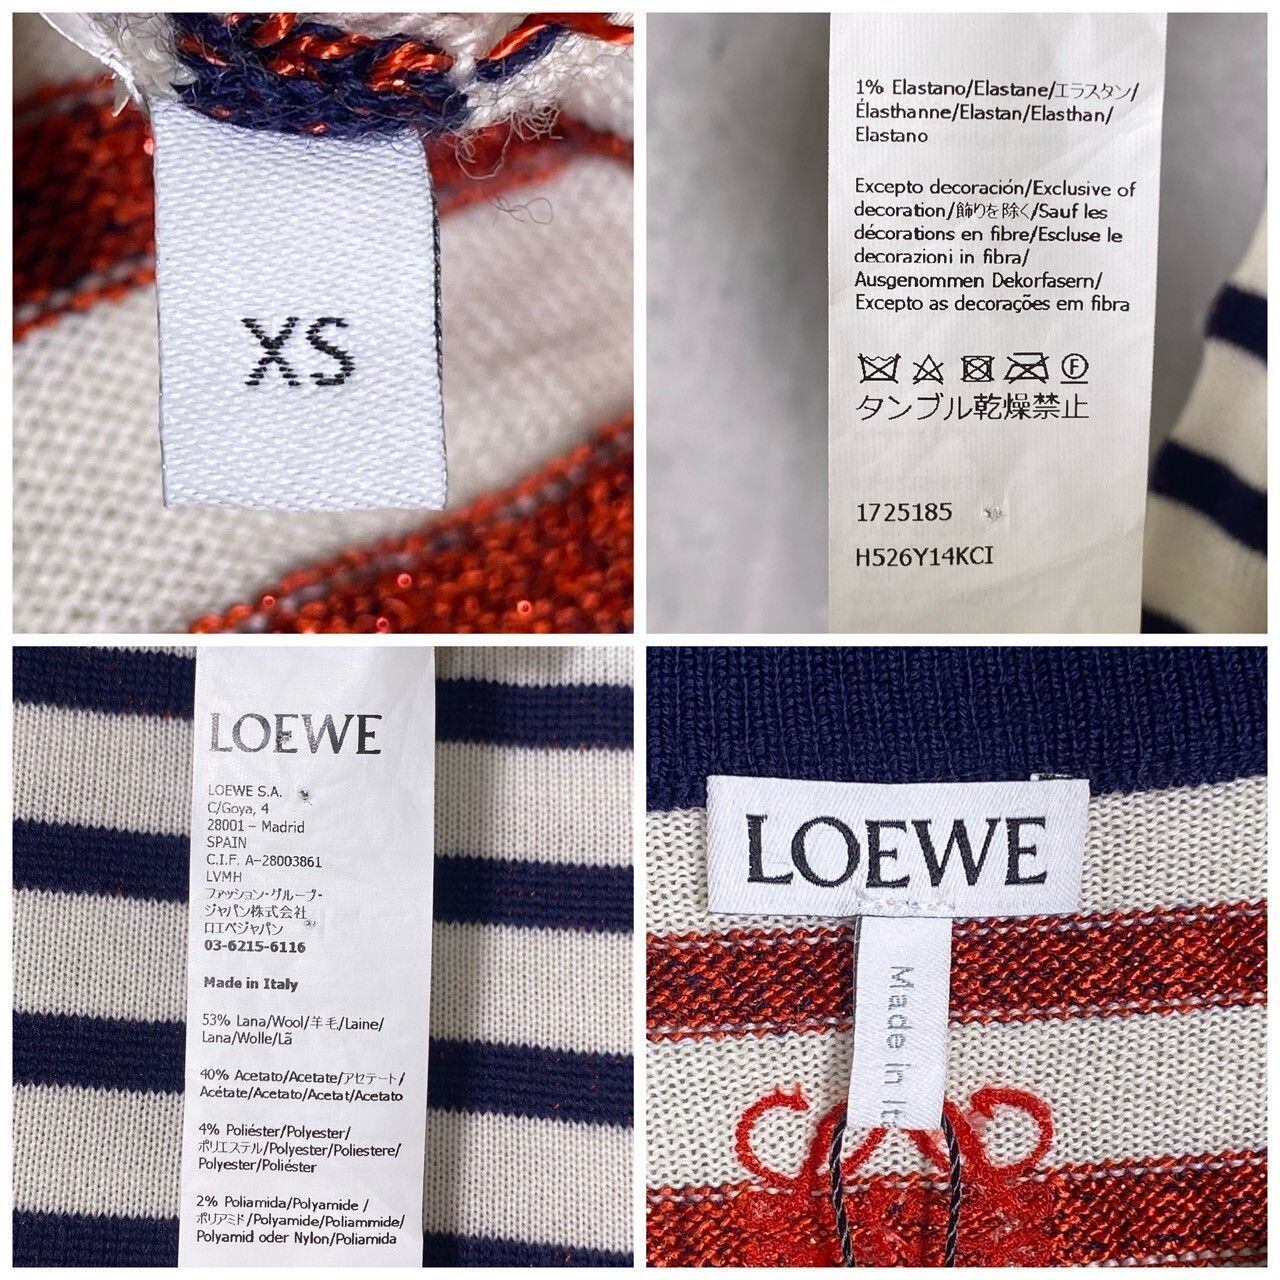 XS
1% Elastano/Elastane/エラスタン/
Élasthanne/Elastan/Elasthan/
Elastano
Excepto decoración/Exclusive of
decoration/飾りを除く/Sauf les
décorations en fibre/Escluse le
decorazioni in fibra/
Ausgenommen Dekorfasern/
Excepto as decorações em fibra
F
タンブル乾燥禁止
1725185
H526Y14KCI
LOEWE
LOEWE S.A.
C/Goya, 4
28001 - Madrid
SPAIN
C.I.F. A-28003861
LVMH
ファッション・グループ・
ジャパン株式会社
ロエベジャパン
03-6215-6116
Made in Italy
53% Lana/Wool/羊毛/Laine/
Lana/Wolle/Lã
40% Acetato/Acetate/アセテート/
Acétate/Acetato/Acetat/Acetato
4% Poliéster/Polyester/
ポリエステル/Polyester/Poliestere/
Polyester/Poliéster
2% Poliamida/Polyamide /
ポリアミド/Polyamide/Poliammide/
Polyamid oder Nylon/Poliamida
LOEWE
Made in It